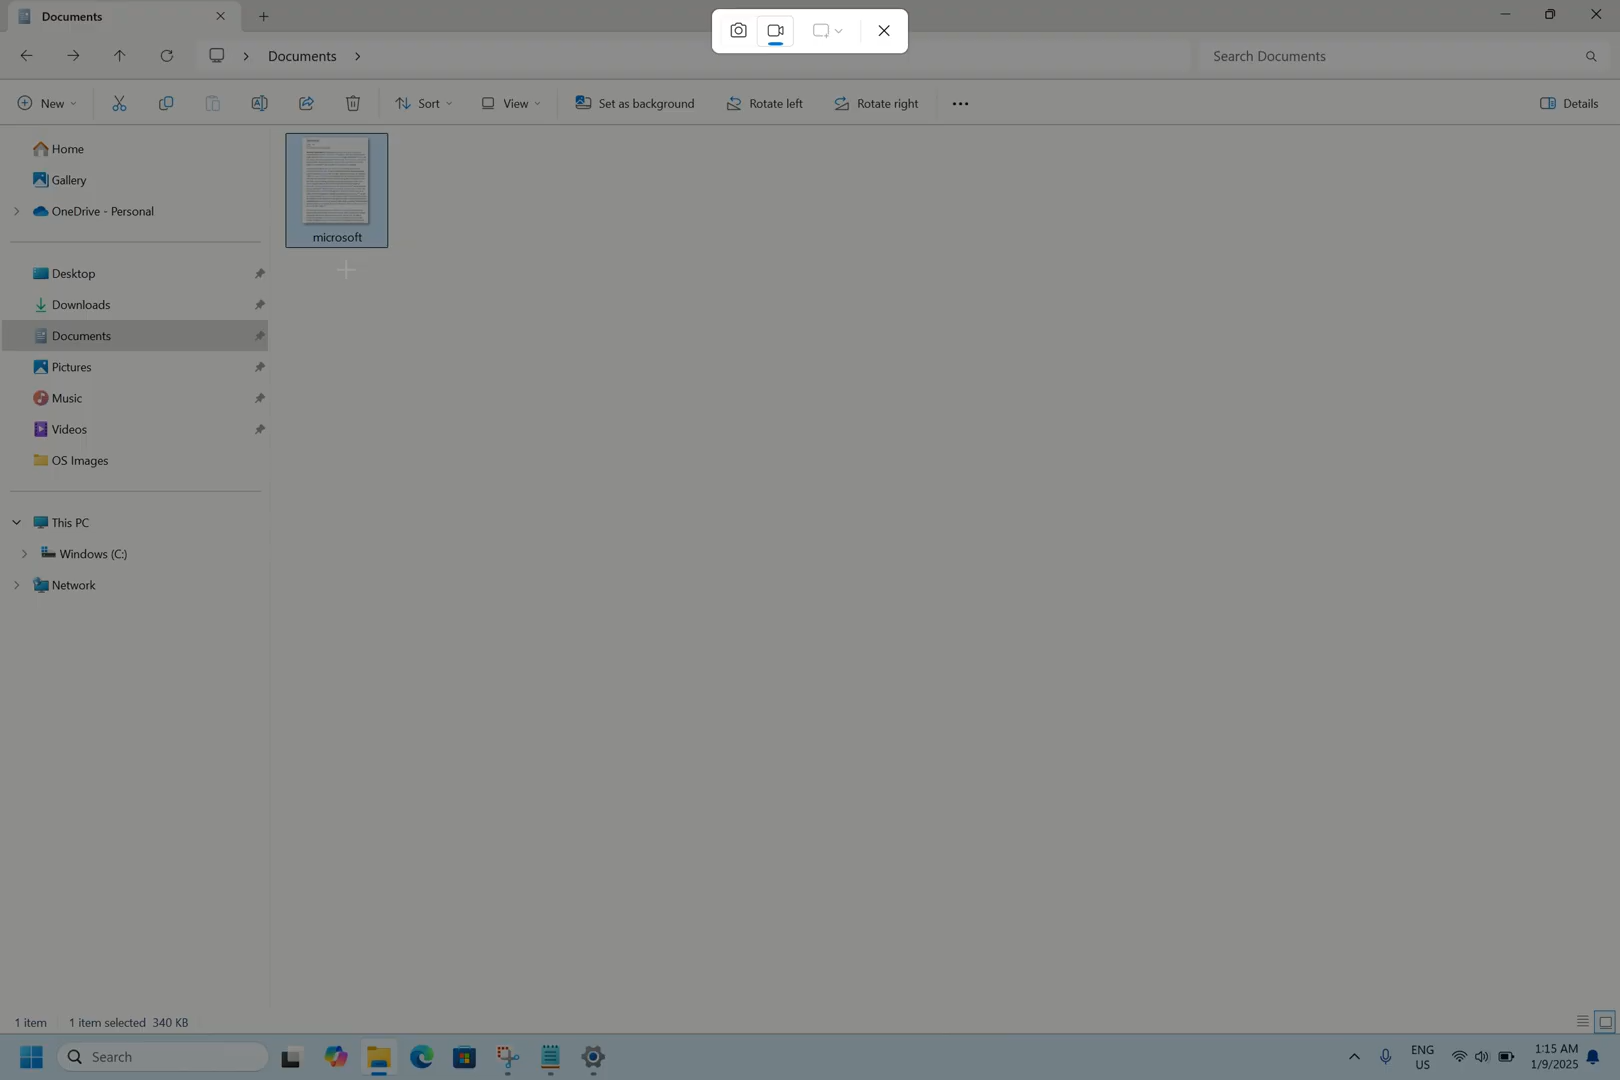 Documents
Documents
Search Documents
New
Sort
View
Set as background
Rotate left
Rotate right
Details
Home
Gallery
OneDrive - Personal
Desktop
Downloads
Documents
Pictures
Music
Videos
OS Images
This PC
Windows (C:)
Network
microsoft
1 item
1 item selected 340 KB
Search
ENG
US
1:15 AM
1/9/2025